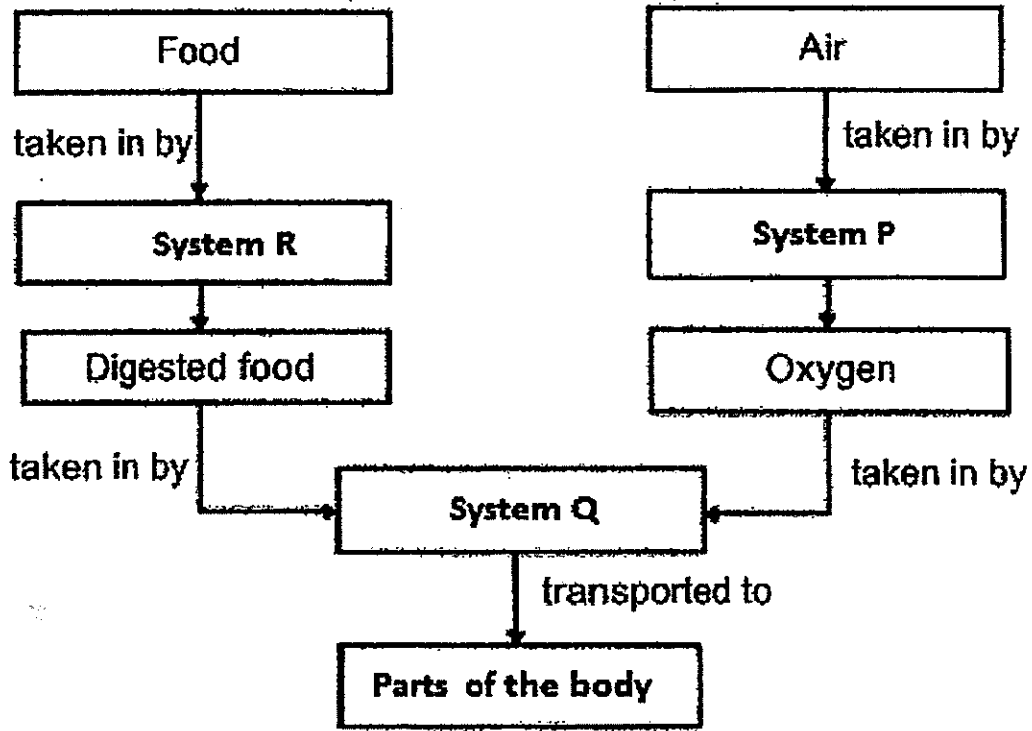 Food
Air
taken in by
taken in by
System R
System P
Digested food
Oxygen
taken in by
taken in by
System Q
transported to
Parts of the body